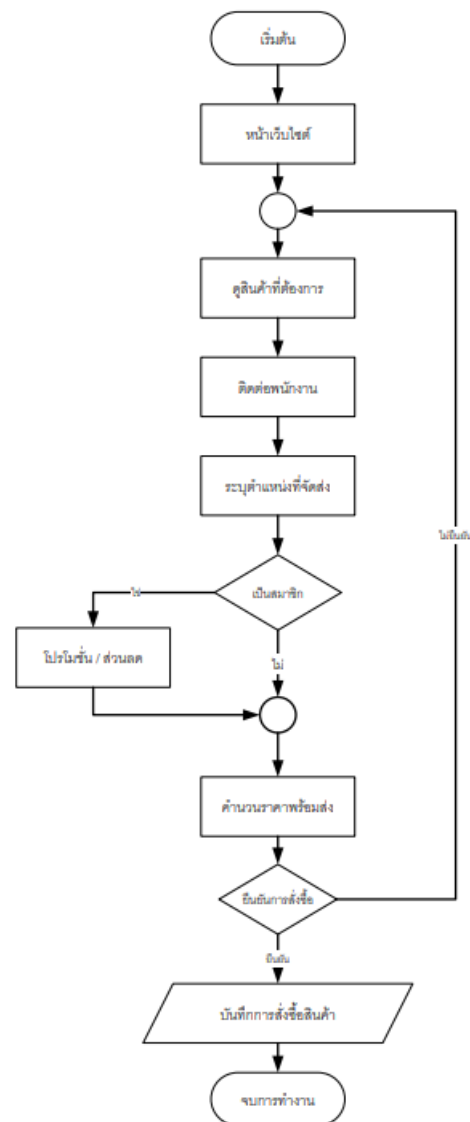 เริ่มต้น
หน้าเว็บไซต์
ดูสินค้าที่ต้องการ
ติดต่อพนักงาน
ระบุตำแหน่งที่จัดส่ง
ไม่ยืนยัน
เป็นสมาชิก
ใช่
โปรโมชั่น / ส่วนลด
ไม่
คำนวนราคาพร้อมส่ง
ยืนยันการสั่งซื้อ
ยืนยัน
บันทึกการสั่งซื้อสินค้า
จบการทำงาน